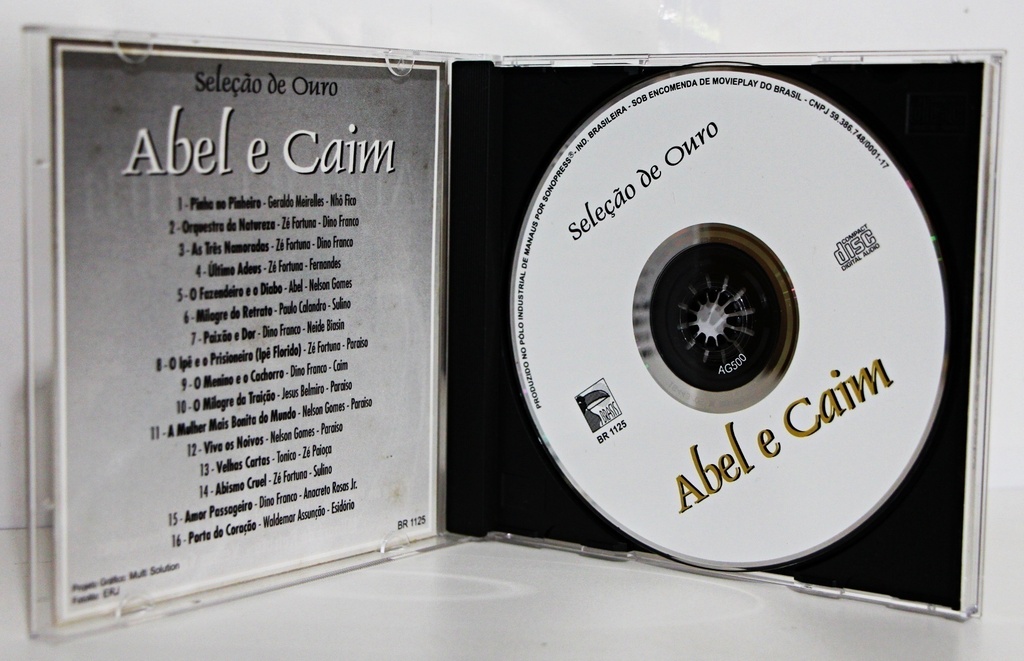 Seleção de Ouro
Abel e Caim
1 - Pinha no Pinheiro - Geraldo Meirelles - Nhô Fico
2 - Orquestra da Natureza - Zé Fortuna - Dino Franco
3 - As Três Namoradas - Zé Fortuna - Dino Franco
4 - Último Adeus - Zé Fortuna - Fernandes
5 - O Fazendeiro e o Diabo - Abel - Nelson Gomes
6 - Milagre do Retrato - Paulo Calandro - Sulino
7 - Paixão e Dor - Dino Franco - Neide Biasin
8 - O Ipê e o Prisioneiro (Ipê Florido) - Zé Fortuna - Paraiso
9 - O Menino e o Cachorro - Dino Franco - Caim
10 - O Milagre da Traição - Jesus Belmiro - Paraiso
11 - A Mulher Mais Bonita do Mundo - Nelson Gomes - Paraiso
12 - Viva os Noivos - Nelson Gomes - Paraiso
13 - Velhas Cartas - Tonico - Zé Paioça
14 - Abismo Cruel - Zé Fortuna - Sulino
15 - Amor Passageiro - Dino Franco - Anacreto Rosas Jr.
16 - Porta do Coração - Waldemar Assunção - Esidório
BR 1125
Projeto Gráfico: Multi Solution
Fotolito: ERJ
PRODUZIDO NO PÓLO INDUSTRIAL DE MANAUS POR SONOPRESS® - IND. BRASILEIRA - SOB ENCOMENDA DE MOVIEPLAY DO BRASIL - CNPJ 59.386.748/0001-17
Seleção de Ouro
COMPACT
disc
DIGITAL AUDIO
AG500
BR 1125
Abel e Caim